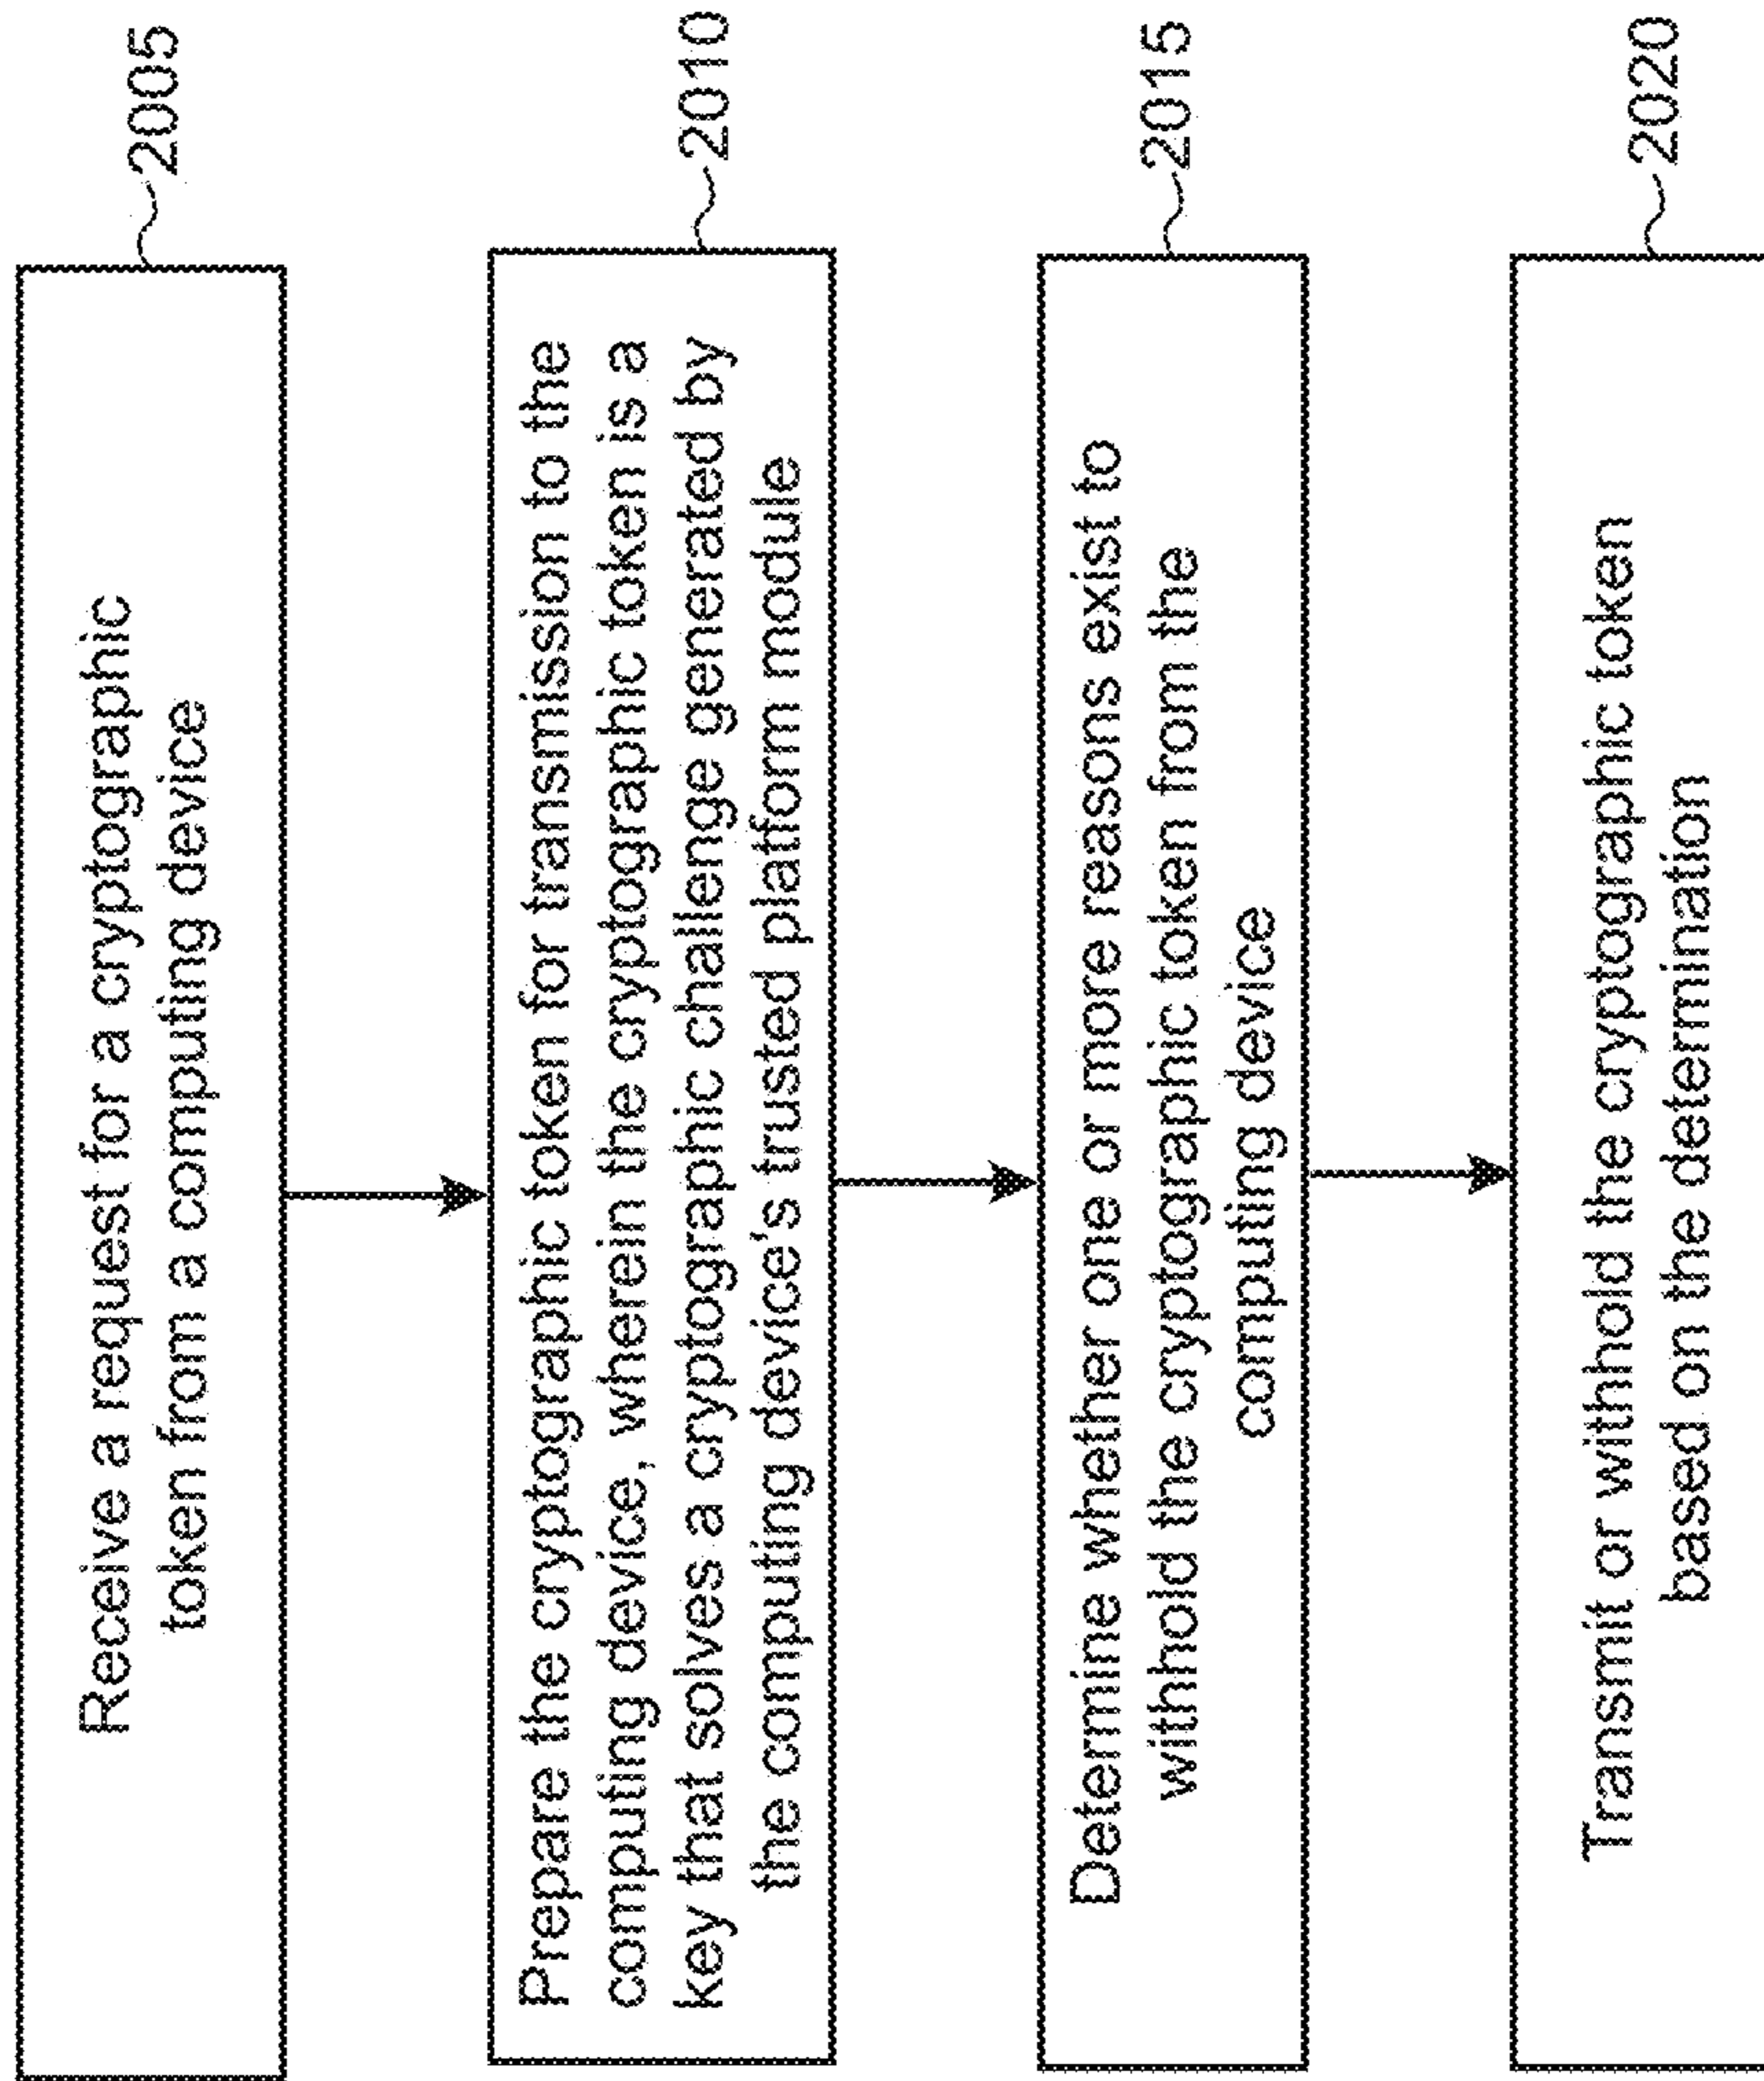 Receive a request for a cryptographic
token from a computing device
2005
Prepare the cryptographic token for transmission to the
computing device, wherein the cryptographic token is a
key that solves a cryptographic challenge generated by
the computing device's trusted platform module
2010
Determine whether one or more reasons exist to
withhold the cryptographic token from the
computing device
2015
Transmit or withhold the cryptographic token
based on the determination
2020